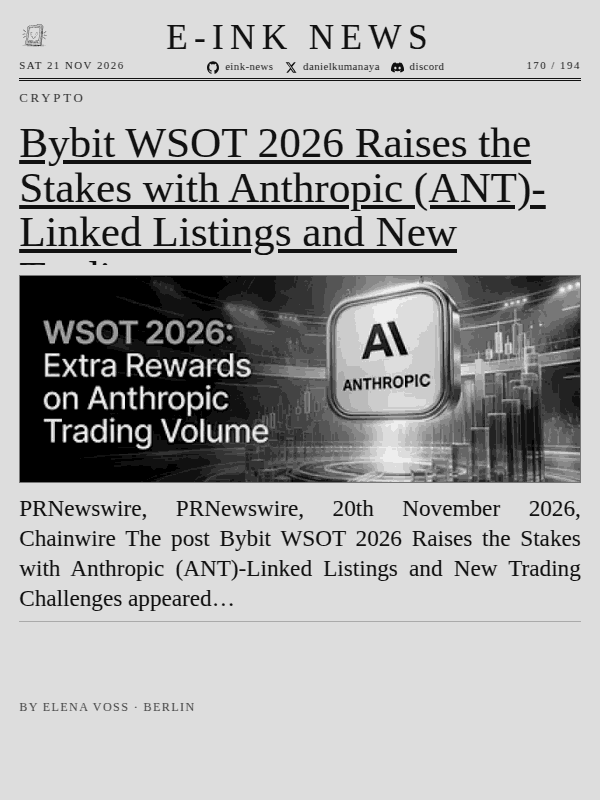 E-INK NEWS
SAT 21 NOV 2026
eink-news
danielkumanaya
discord
170 / 194
CRYPTO
Bybit WSOT 2026 Raises the
Stakes with Anthropic (ANT)-
Linked Listings and New
WSOT 2026:
Extra Rewards
on Anthropic
Trading Volume
AI
ANTHROPIC
PRNewswire, PRNewswire, 20th November 2026,
Chainwire The post Bybit WSOT 2026 Raises the Stakes
with Anthropic (ANT)-Linked Listings and New Trading
Challenges appeared…
BY ELENA VOSS · BERLIN